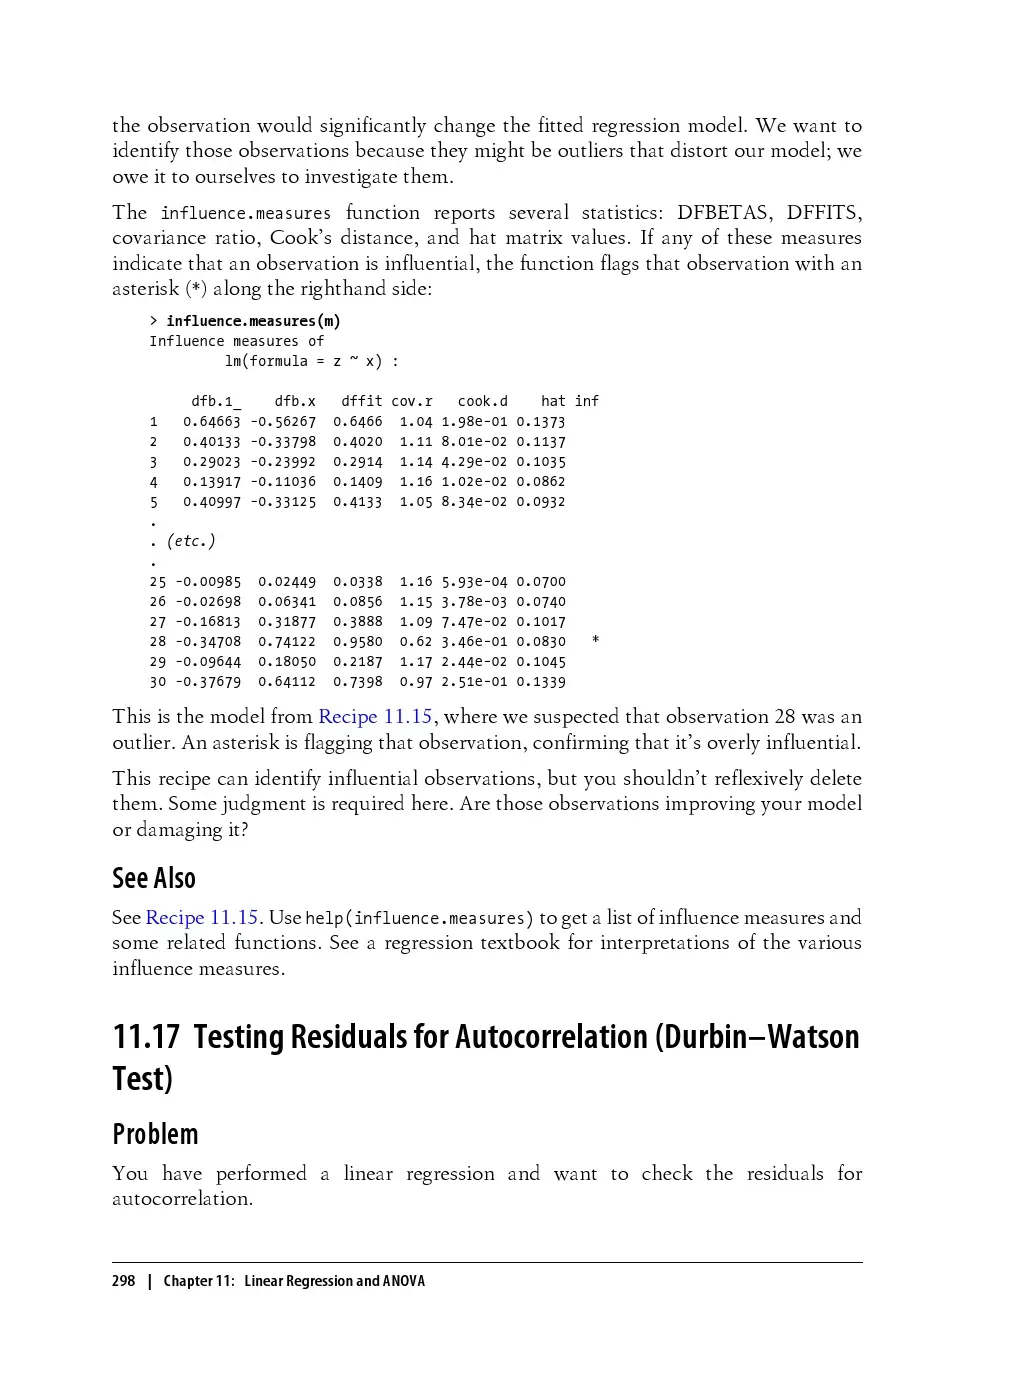 the observation would significantly change the fitted regression model. We want to
identify those observations because they might be outliers that distort our model; we
owe it to ourselves to investigate them.
The influence.measures function reports several statistics: DFBETAS, DFFITS,
covariance ratio, Cook’s distance, and hat matrix values. If any of these measures
indicate that an observation is influential, the function flags that observation with an
asterisk (*) along the righthand side:
> influence.measures(m)
Influence measures of
         lm(formula = z ~ x) :
     dfb.1_    dfb.x   dffit cov.r   cook.d    hat inf
1   0.64663 -0.56267  0.6466  1.04 1.98e-01 0.1373
2   0.40133 -0.33798  0.4020  1.11 8.01e-02 0.1137
3   0.29023 -0.23992  0.2914  1.14 4.29e-02 0.1035
4   0.13917 -0.11036  0.1409  1.16 1.02e-02 0.0862
5   0.40997 -0.33125  0.4133  1.05 8.34e-02 0.0932
.
. (etc.)
.
25 -0.00985  0.02449  0.0338  1.16 5.93e-04 0.0700
26 -0.02698  0.06341  0.0856  1.15 3.78e-03 0.0740
27 -0.16813  0.31877  0.3888  1.09 7.47e-02 0.1017
28 -0.34708  0.74122  0.9580  0.62 3.46e-01 0.0830   *
29 -0.09644  0.18050  0.2187  1.17 2.44e-02 0.1045
30 -0.37679  0.64112  0.7398  0.97 2.51e-01 0.1339
This is the model from Recipe 11.15, where we suspected that observation 28 was an
outlier. An asterisk is flagging that observation, confirming that it’s overly influential.
This recipe can identify influential observations, but you shouldn’t reflexively delete
them. Some judgment is required here. Are those observations improving your model
or damaging it?
See Also
See Recipe 11.15. Use help(influence.measures) to get a list of influence measures and
some related functions. See a regression textbook for interpretations of the various
influence measures.
11.17 Testing Residuals for Autocorrelation (Durbin–Watson
Test)
Problem
You have performed a linear regression and want to check the residuals for
autocorrelation.
298 | Chapter 11: Linear Regression and ANOVA